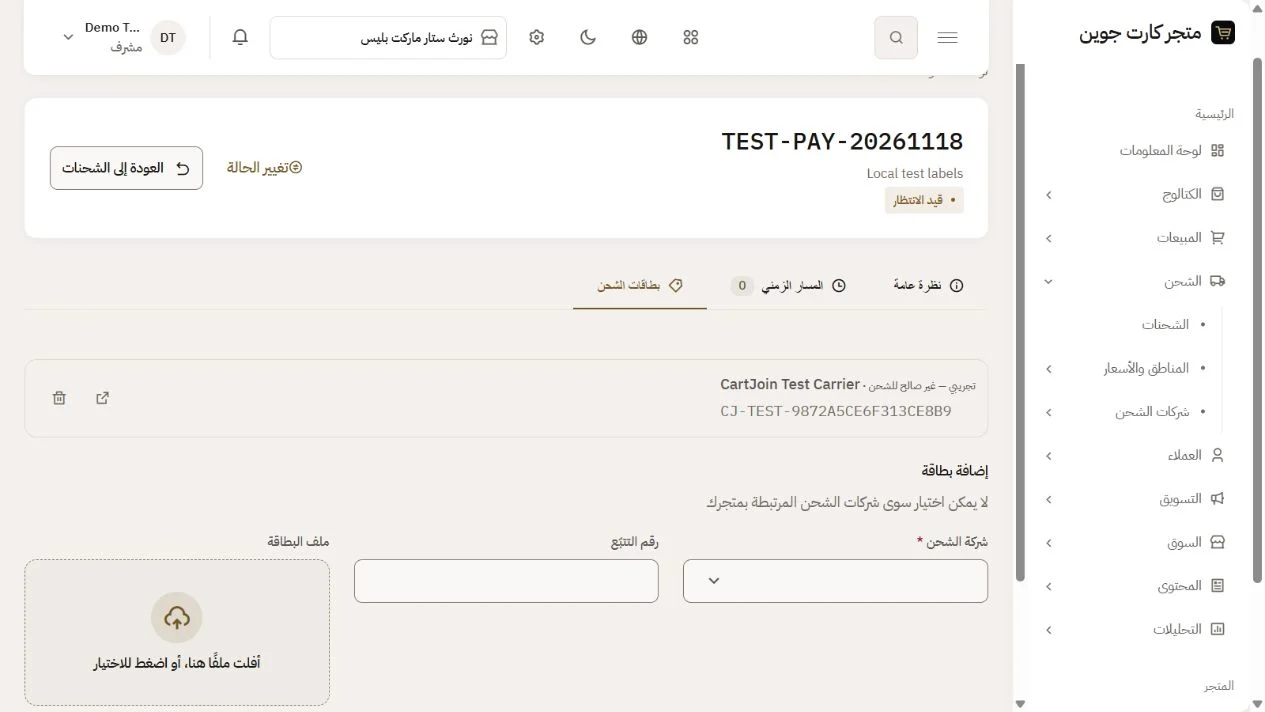 متجر كارت جوين
نورث ستار ماركت بليس
Demo T...
مشرف
DT
الرئيسية
لوحة المعلومات
الكتالوج
المبيعات
الشحن
الشحنات
المناطق والأسعار
شركات الشحن
العملاء
التسويق
السوق
المحتوى
التحليلات
المتجر
TEST-PAY-20261118
Local test labels
قيد الانتظار
تغيير الحالة
العودة إلى الشحنات
نظرة عامة
المسار الزمني 0
بطاقات الشحن
CartJoin Test Carrier · تجريبي — غير صالح للشحن
CJ-TEST-9872A5CE6F313CE8B9
إضافة بطاقة
لا يمكن اختيار سوى شركات الشحن المرتبطة بمتجرك
شركة الشحن *
رقم التتبّع
ملف البطاقة
أفلت ملفًا هنا، أو اضغط للاختيار